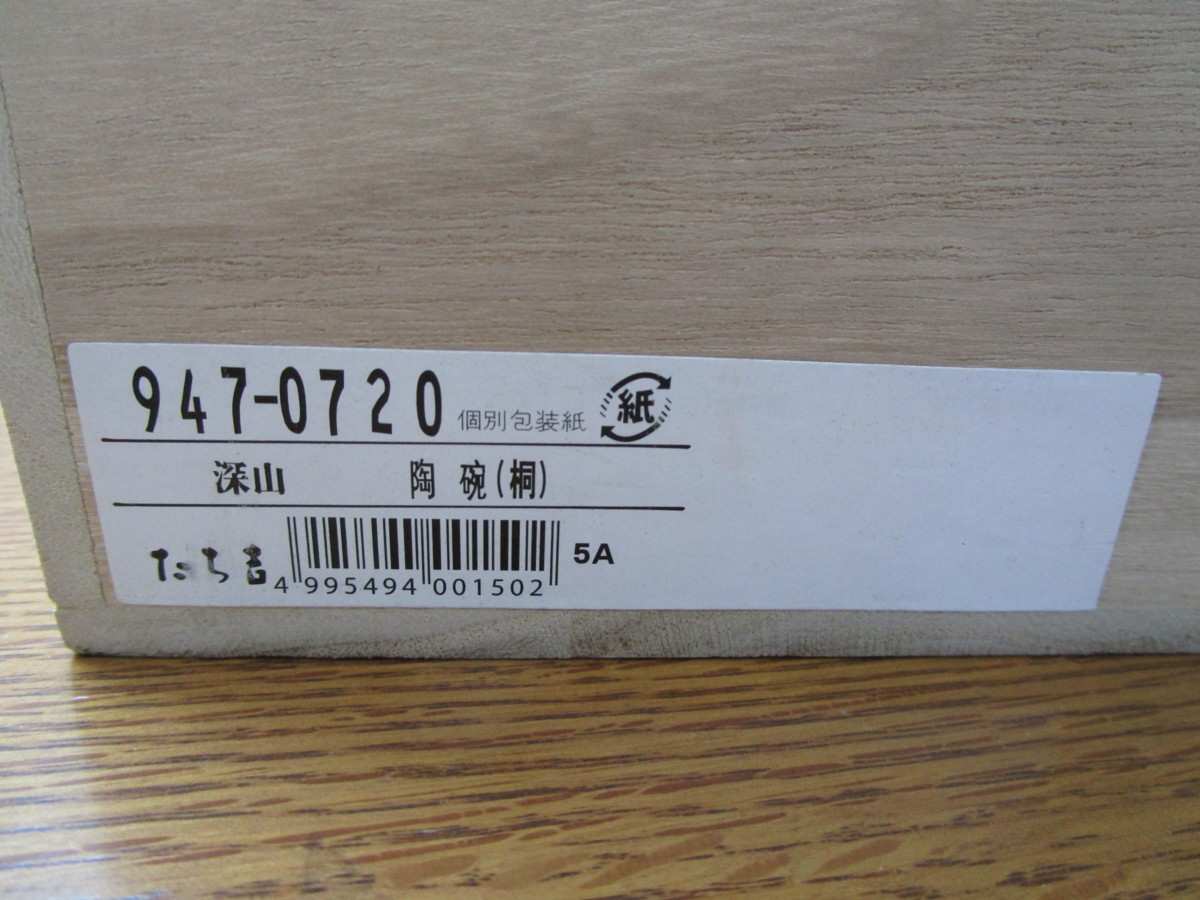 947-0720 個別包装紙 紙
深山 陶 碗(桐)
たち吉 4 995494 001502 5A